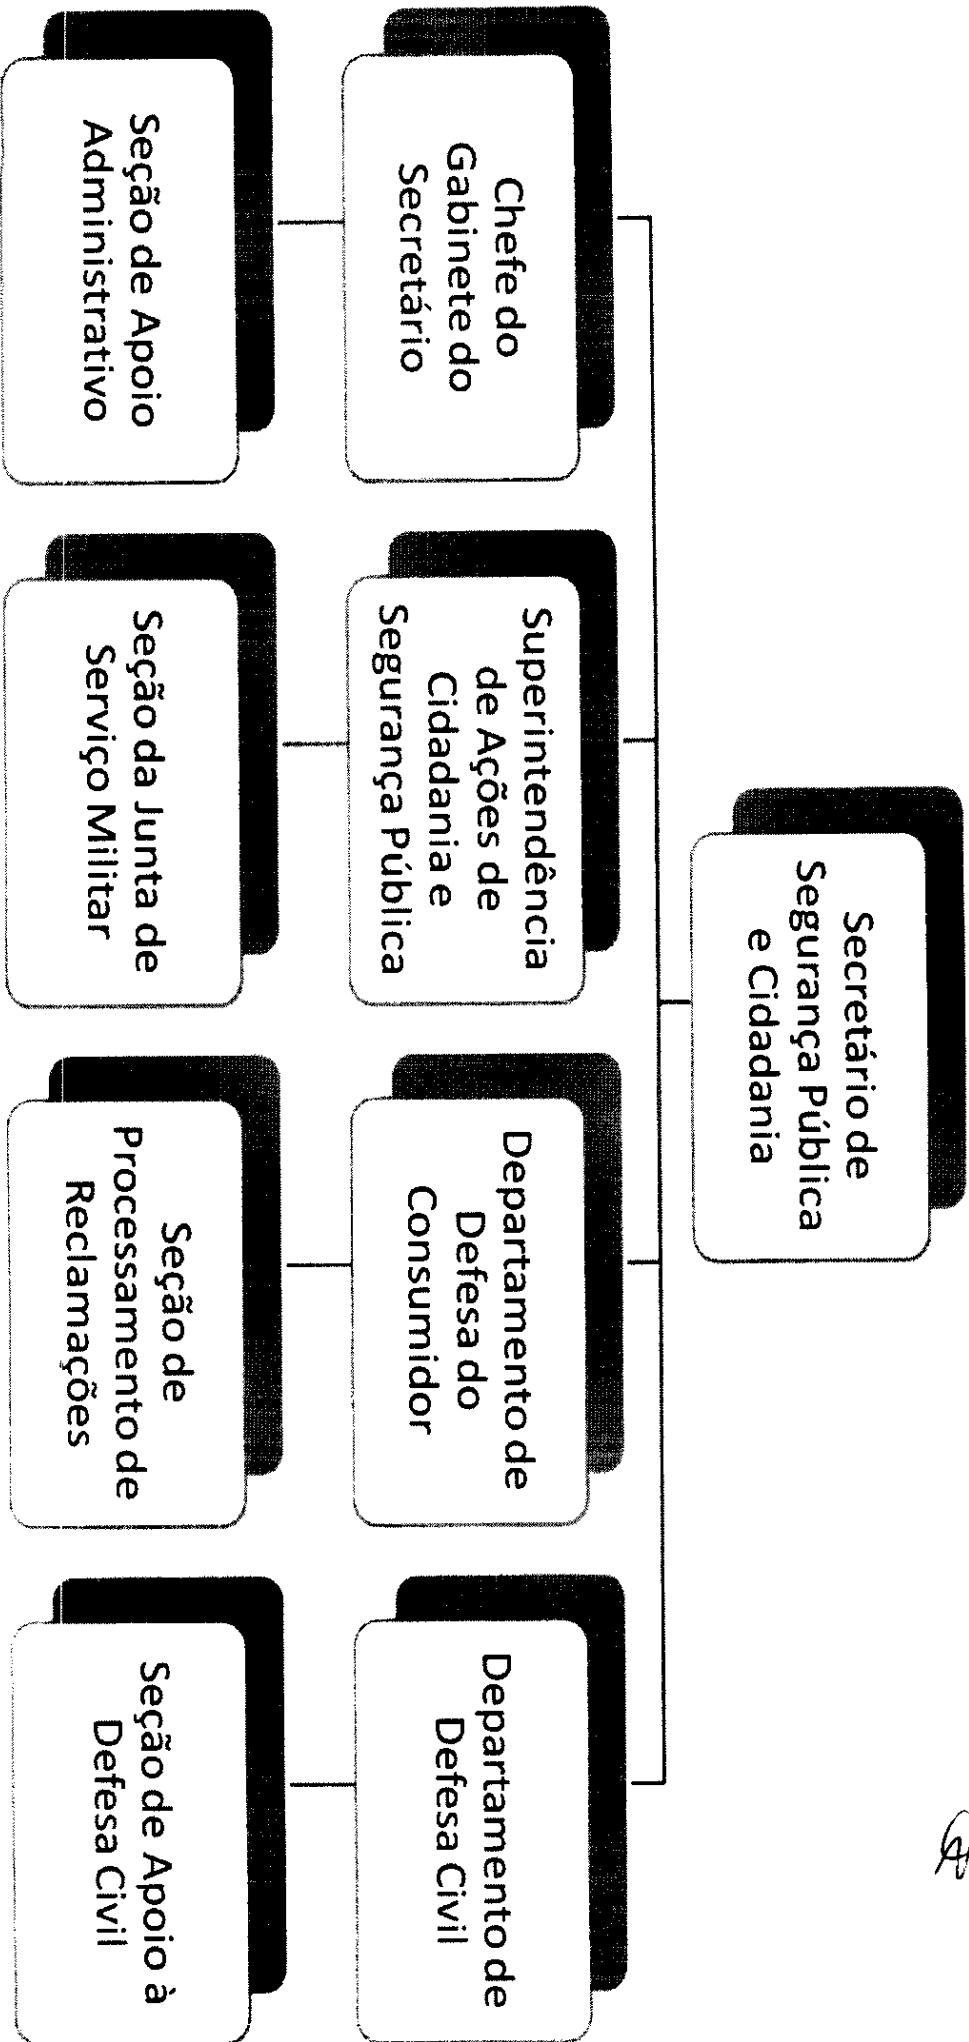 Secretário de
Segurança Pública
e Cidadania
Chefe do
Gabinete do
Secretário
Superintendência
de Ações de
Cidadania e
Segurança Pública
Departamento de
Defesa do
Consumidor
Departamento de
Defesa Civil
Seção de Apoio
Administrativo
Seção da Junta de
Serviço Militar
Seção de
Processamento de
Reclamações
Seção de Apoio à
Defesa Civil